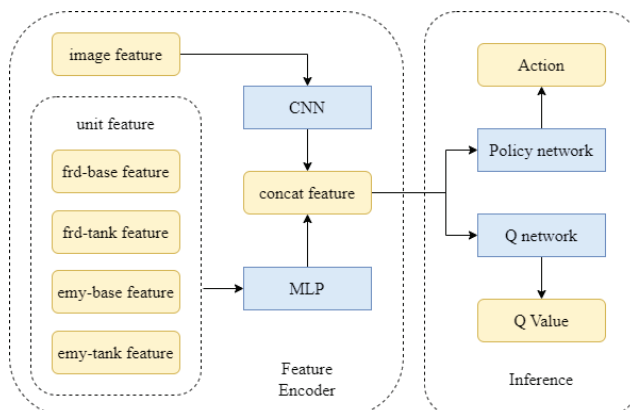 image feature
unit feature
frd-base feature
frd-tank feature
emy-base feature
emy-tank feature
CNN
concat feature
MLP
Feature
Encoder
Action
Policy network
Q network
Q Value
Inference